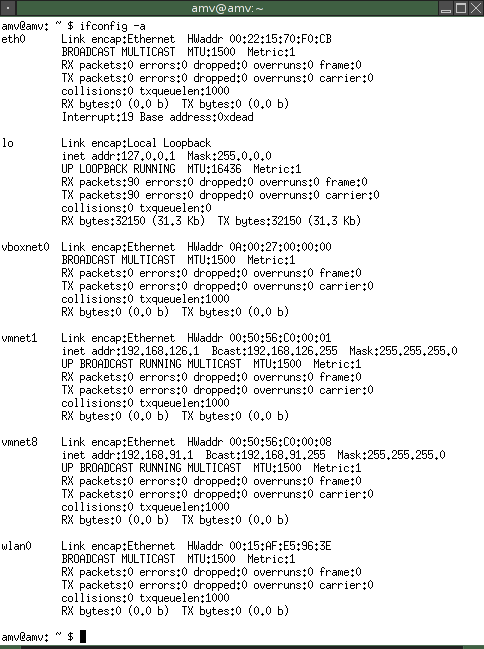 amv@amv:~
amv@amv: ~ $ ifconfig -a
eth0      Link encap:Ethernet  HWaddr 00:22:15:70:F0:CB
          BROADCAST MULTICAST  MTU:1500  Metric:1
          RX packets:0 errors:0 dropped:0 overruns:0 frame:0
          TX packets:0 errors:0 dropped:0 overruns:0 carrier:0
          collisions:0 txqueuelen:1000
          RX bytes:0 (0.0 b)  TX bytes:0 (0.0 b)
          Interrupt:19 Base address:0xdead

lo        Link encap:Local Loopback
          inet addr:127.0.0.1  Mask:255.0.0.0
          UP LOOPBACK RUNNING  MTU:16436  Metric:1
          RX packets:90 errors:0 dropped:0 overruns:0 frame:0
          TX packets:90 errors:0 dropped:0 overruns:0 carrier:0
          collisions:0 txqueuelen:0
          RX bytes:32150 (31.3 Kb)  TX bytes:32150 (31.3 Kb)

vboxnet0  Link encap:Ethernet  HWaddr 0A:00:27:00:00:00
          BROADCAST MULTICAST  MTU:1500  Metric:1
          RX packets:0 errors:0 dropped:0 overruns:0 frame:0
          TX packets:0 errors:0 dropped:0 overruns:0 carrier:0
          collisions:0 txqueuelen:1000
          RX bytes:0 (0.0 b)  TX bytes:0 (0.0 b)

vmnet1    Link encap:Ethernet  HWaddr 00:50:56:C0:00:01
          inet addr:192.168.126.1  Bcast:192.168.126.255  Mask:255.255.255.0
          UP BROADCAST RUNNING MULTICAST  MTU:1500  Metric:1
          RX packets:0 errors:0 dropped:0 overruns:0 frame:0
          TX packets:0 errors:0 dropped:0 overruns:0 carrier:0
          collisions:0 txqueuelen:1000
          RX bytes:0 (0.0 b)  TX bytes:0 (0.0 b)

vmnet8    Link encap:Ethernet  HWaddr 00:50:56:C0:00:08
          inet addr:192.168.91.1  Bcast:192.168.91.255  Mask:255.255.255.0
          UP BROADCAST RUNNING MULTICAST  MTU:1500  Metric:1
          RX packets:0 errors:0 dropped:0 overruns:0 frame:0
          TX packets:0 errors:0 dropped:0 overruns:0 carrier:0
          collisions:0 txqueuelen:1000
          RX bytes:0 (0.0 b)  TX bytes:0 (0.0 b)

wlan0     Link encap:Ethernet  HWaddr 00:15:AF:E5:96:3E
          BROADCAST MULTICAST  MTU:1500  Metric:1
          RX packets:0 errors:0 dropped:0 overruns:0 frame:0
          TX packets:0 errors:0 dropped:0 overruns:0 carrier:0
          collisions:0 txqueuelen:1000
          RX bytes:0 (0.0 b)  TX bytes:0 (0.0 b)

amv@amv: ~ $